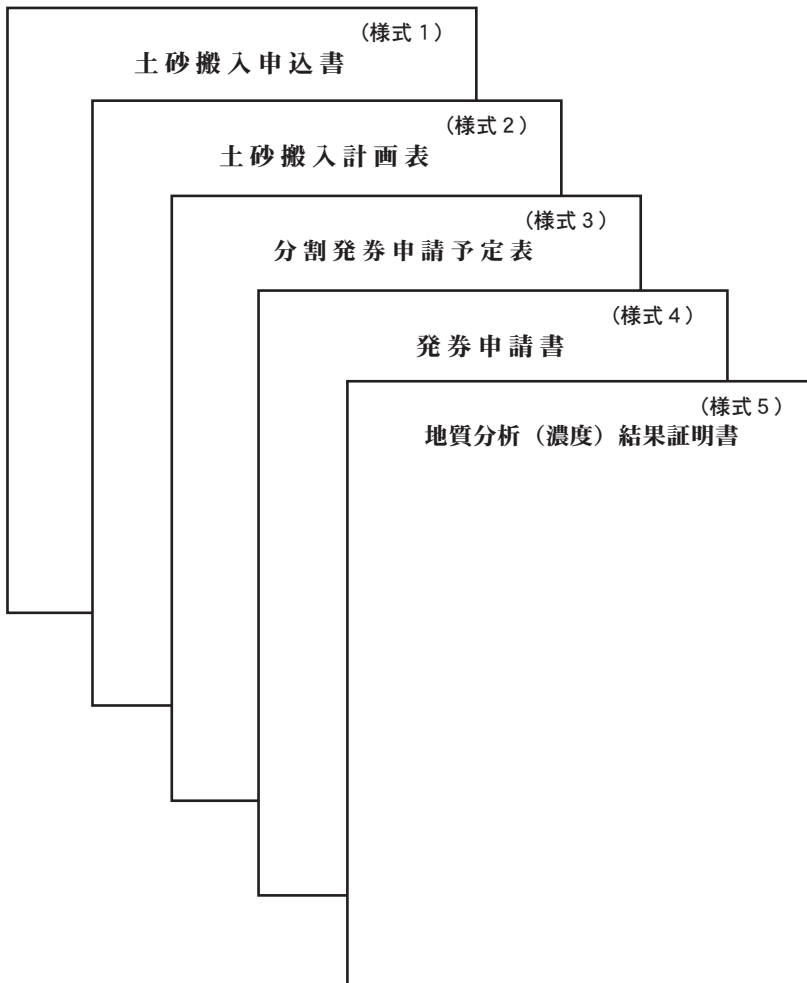 （様式１）
土砂搬入申込書
（様式２）
土砂搬入計画表
（様式３）
分割発券申請予定表
（様式４）
発券申請書
（様式５）
地質分析（濃度）結果証明書